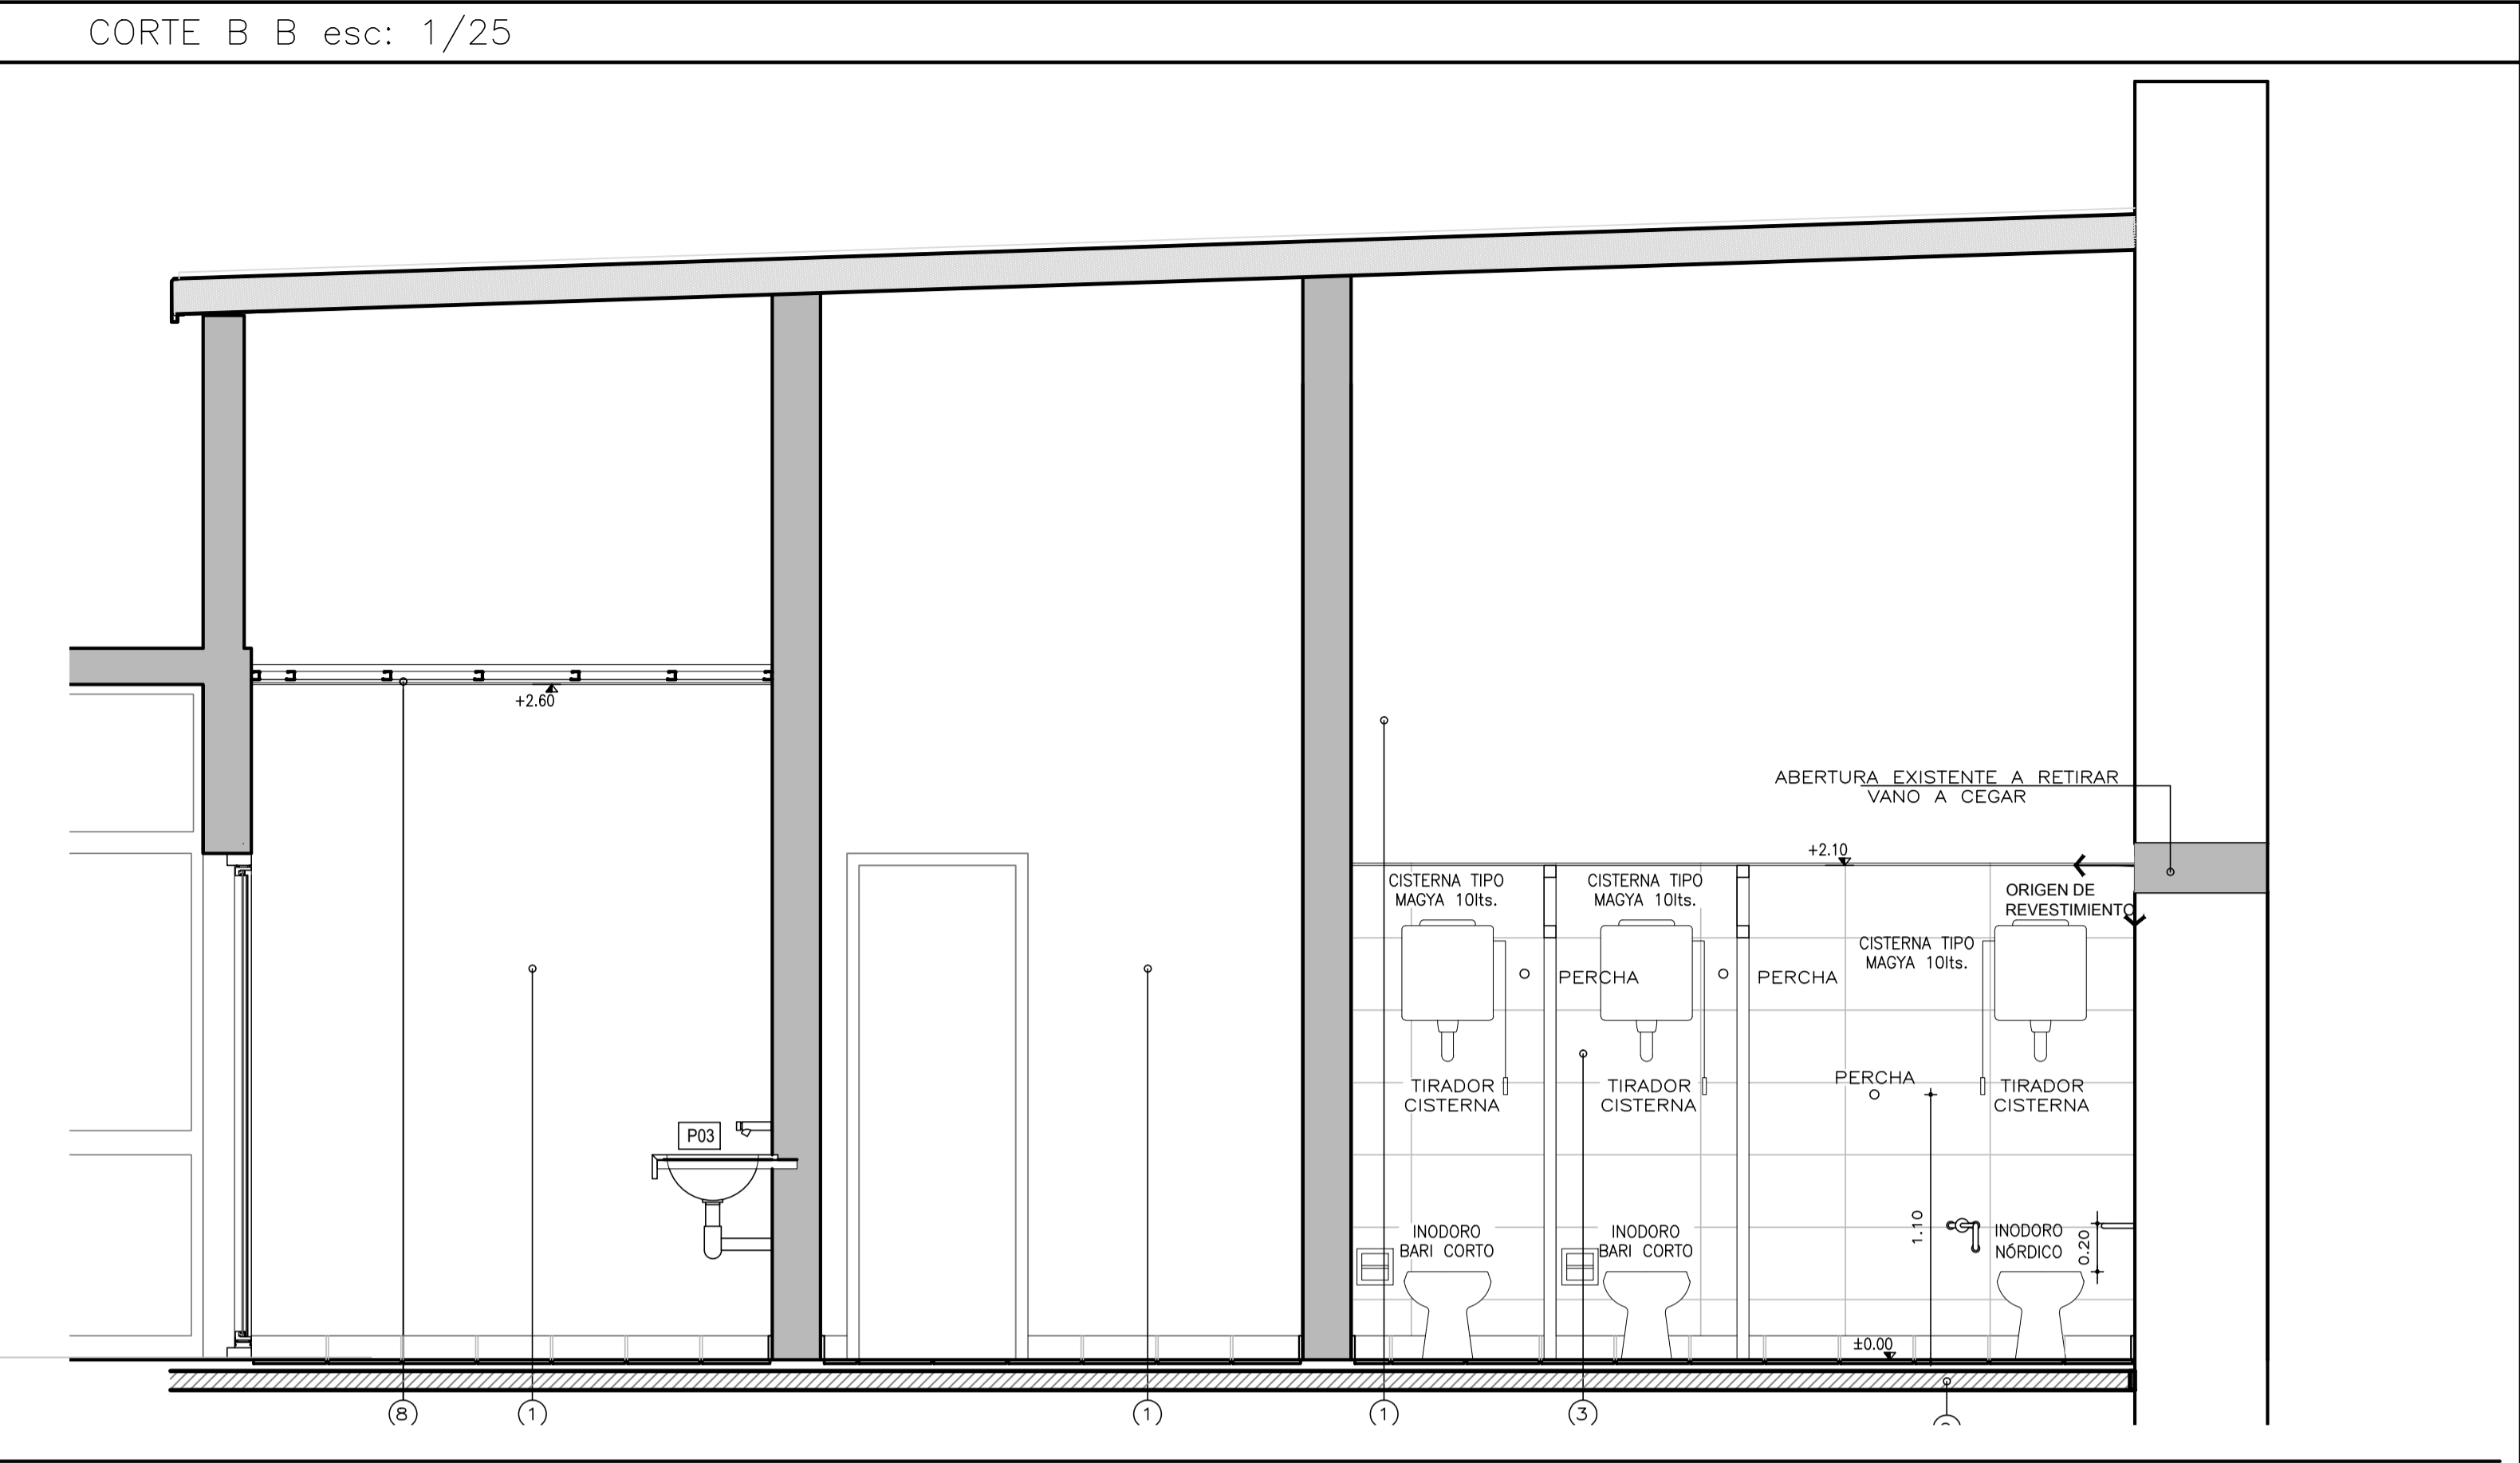 CORTE B B esc: 1/25
+2.60
ABERTURA EXISTENTE A RETIRAR
VANO A CEGAR
+2.10
CISTERNA TIPO
MAGYA 10lts.
CISTERNA TIPO
MAGYA 10lts.
ORIGEN DE
REVESTIMIENTO
CISTERNA TIPO
MAGYA 10lts.
PERCHA
PERCHA
PERCHA
TIRADOR
CISTERNA
TIRADOR
CISTERNA
TIRADOR
CISTERNA
P03
1.10
INODORO
BARI CORTO
INODORO
BARI CORTO
INODORO
NÓRDICO
0.20
±0.00
8
1
1
1
3